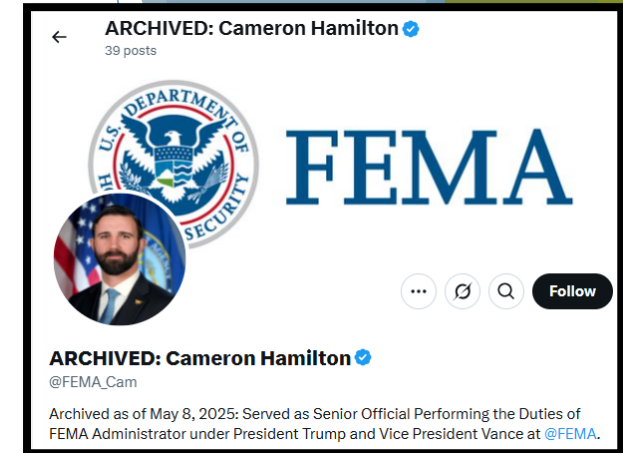 ARCHIVED: Cameron Hamilton
39 posts
U.S. DEPARTMENT OF
SECURITY
FEMA
Follow
ARCHIVED: Cameron Hamilton
@FEMA_Cam
Archived as of May 8, 2025: Served as Senior Official Performing the Duties of
FEMA Administrator under President Trump and Vice President Vance at @FEMA.